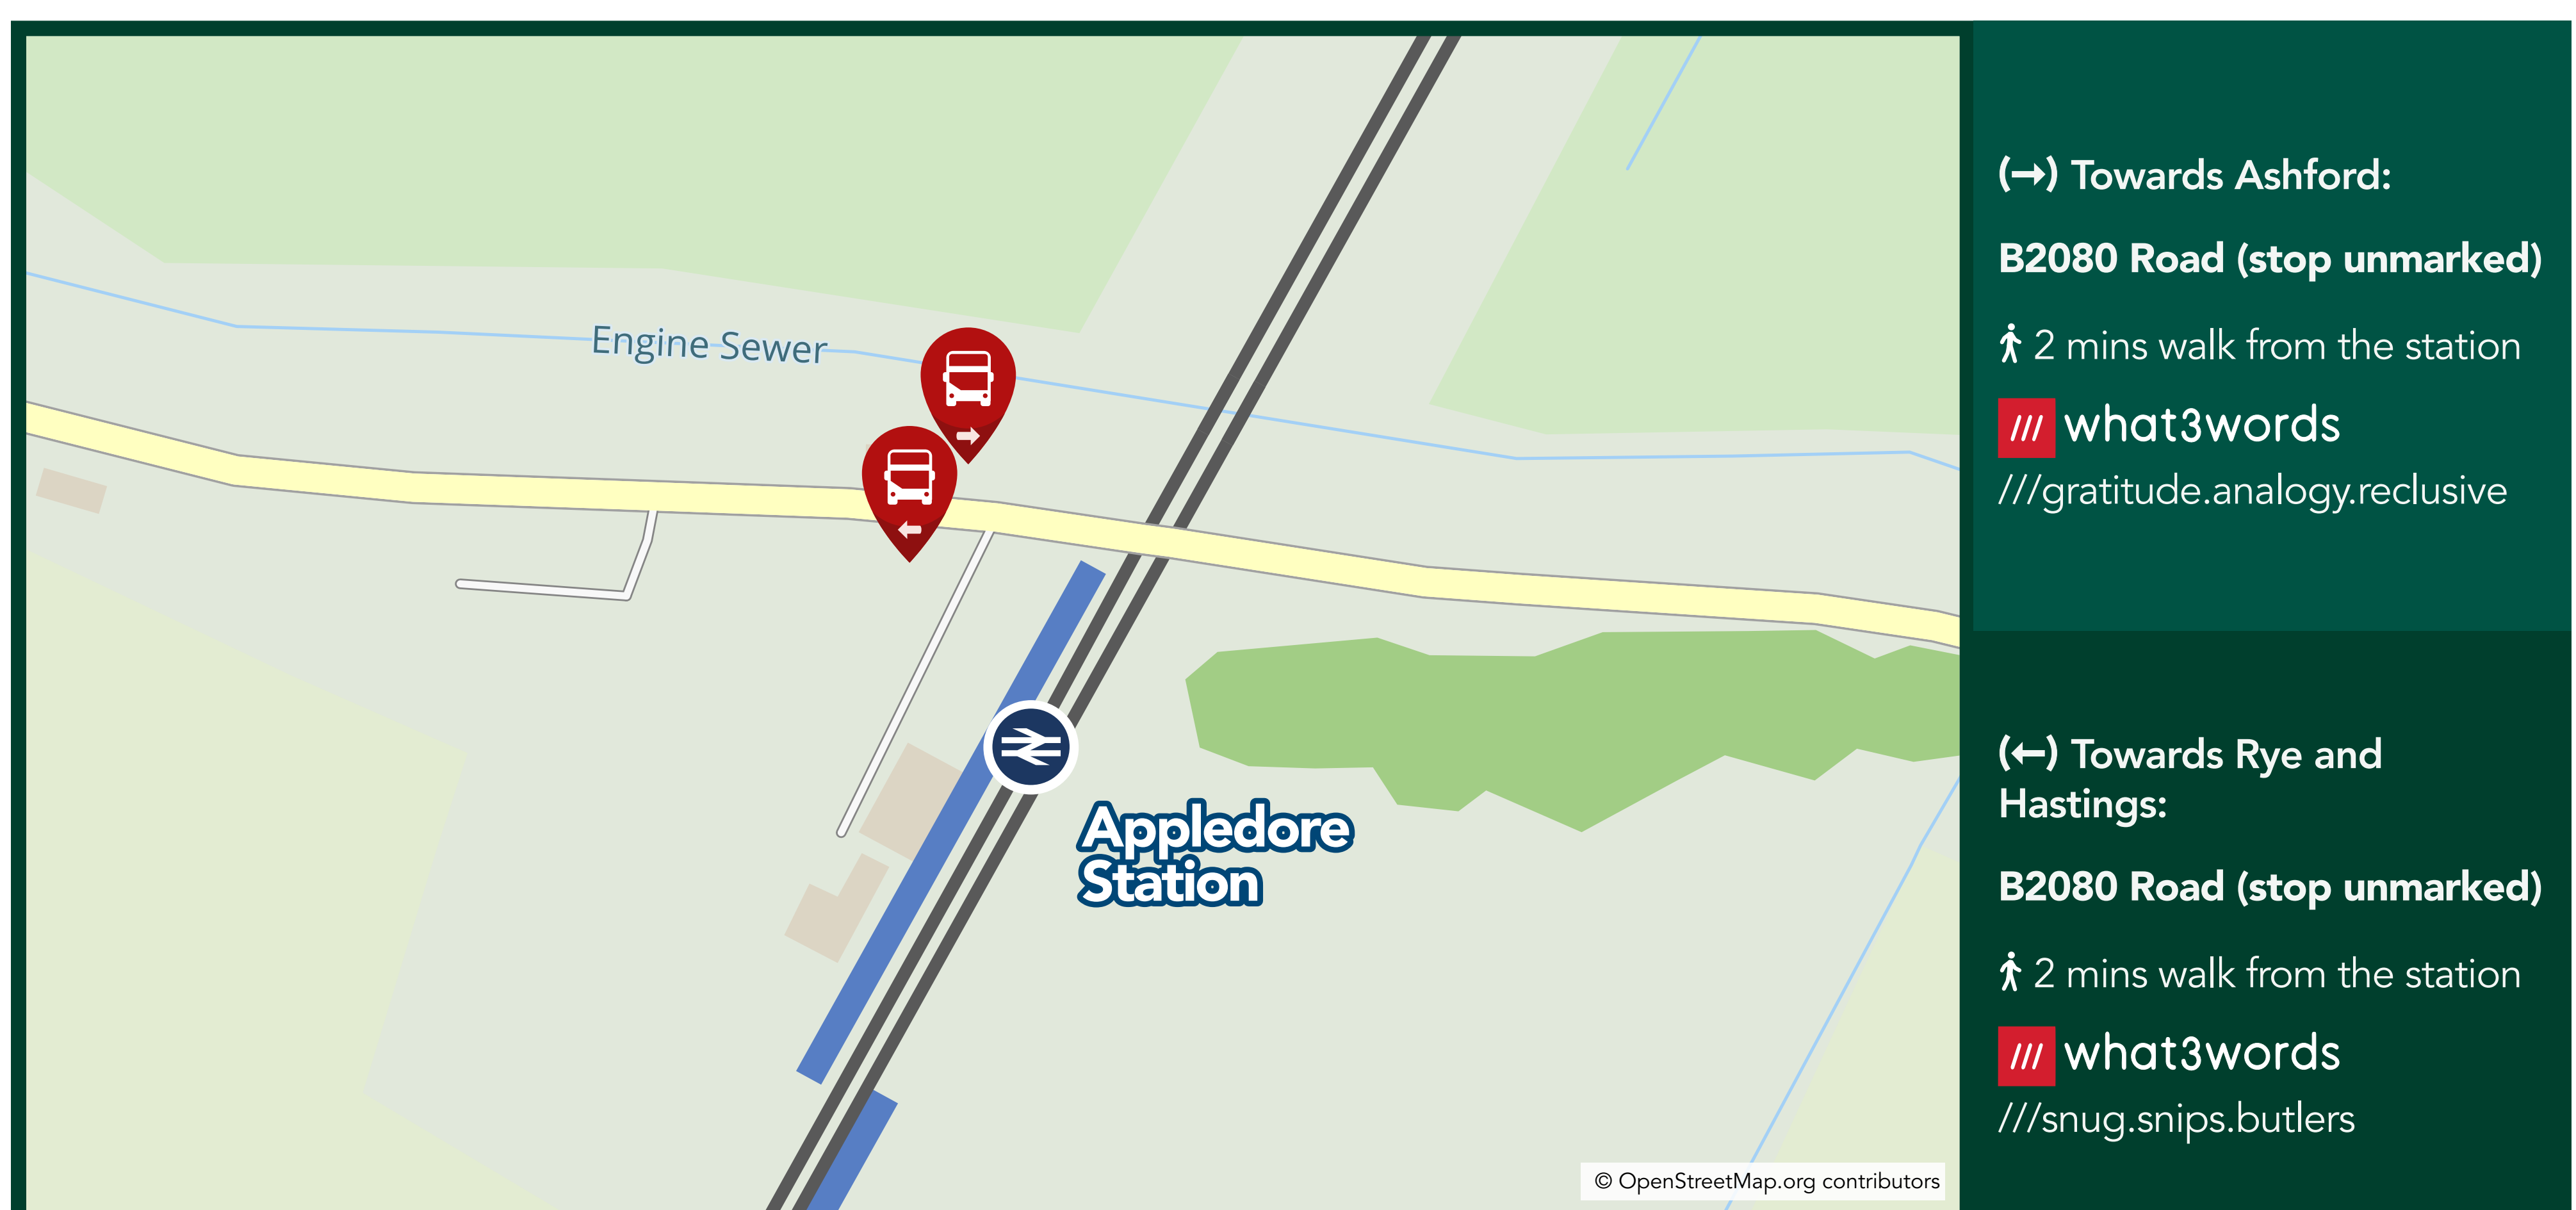 Engine Sewer
Appledore
Station
© OpenStreetMap.org contributors
(→) Towards Ashford:
B2080 Road (stop unmarked)
2 mins walk from the station
/// what3words
///gratitude.analogy.reclusive
(←) Towards Rye and
Hastings:
B2080 Road (stop unmarked)
2 mins walk from the station
/// what3words
///snug.snips.butlers